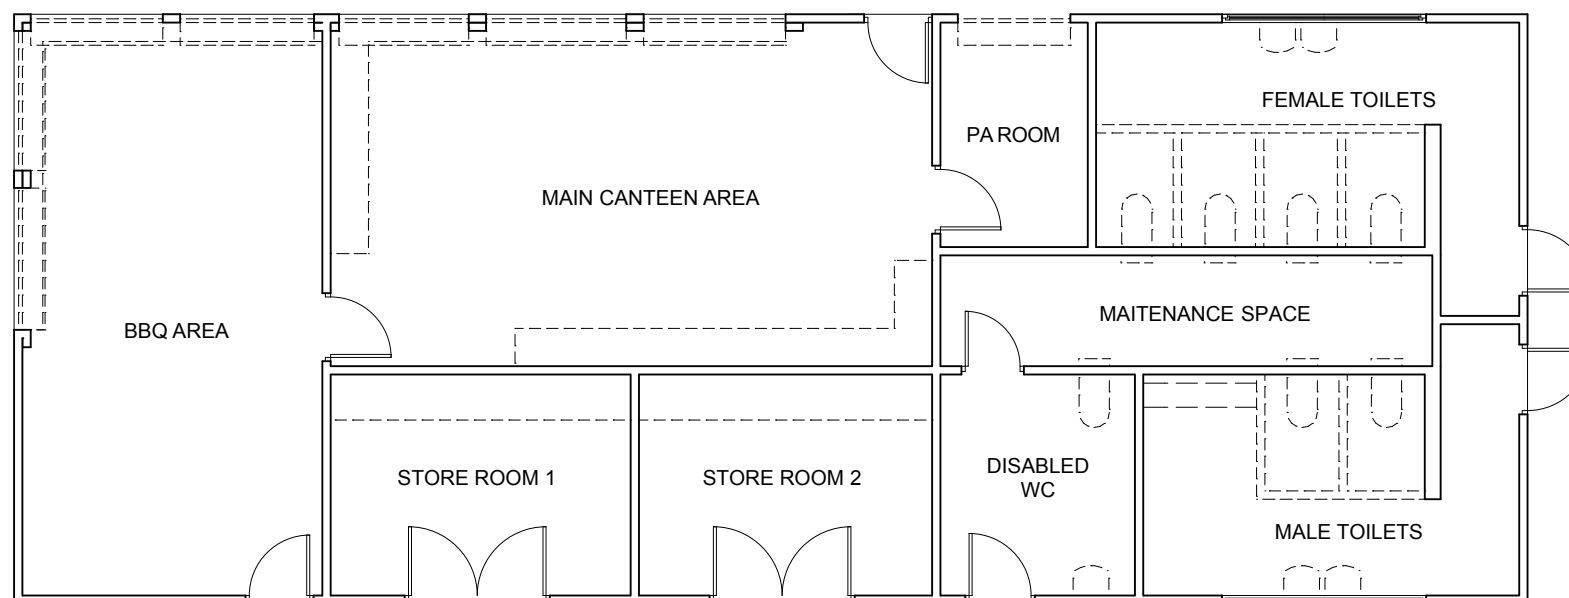 FEMALE TOILETS
PA ROOM
MAIN CANTEEN AREA
BBQ AREA
MAITENANCE SPACE
STORE ROOM 1
STORE ROOM 2
DISABLED
WC
MALE TOILETS